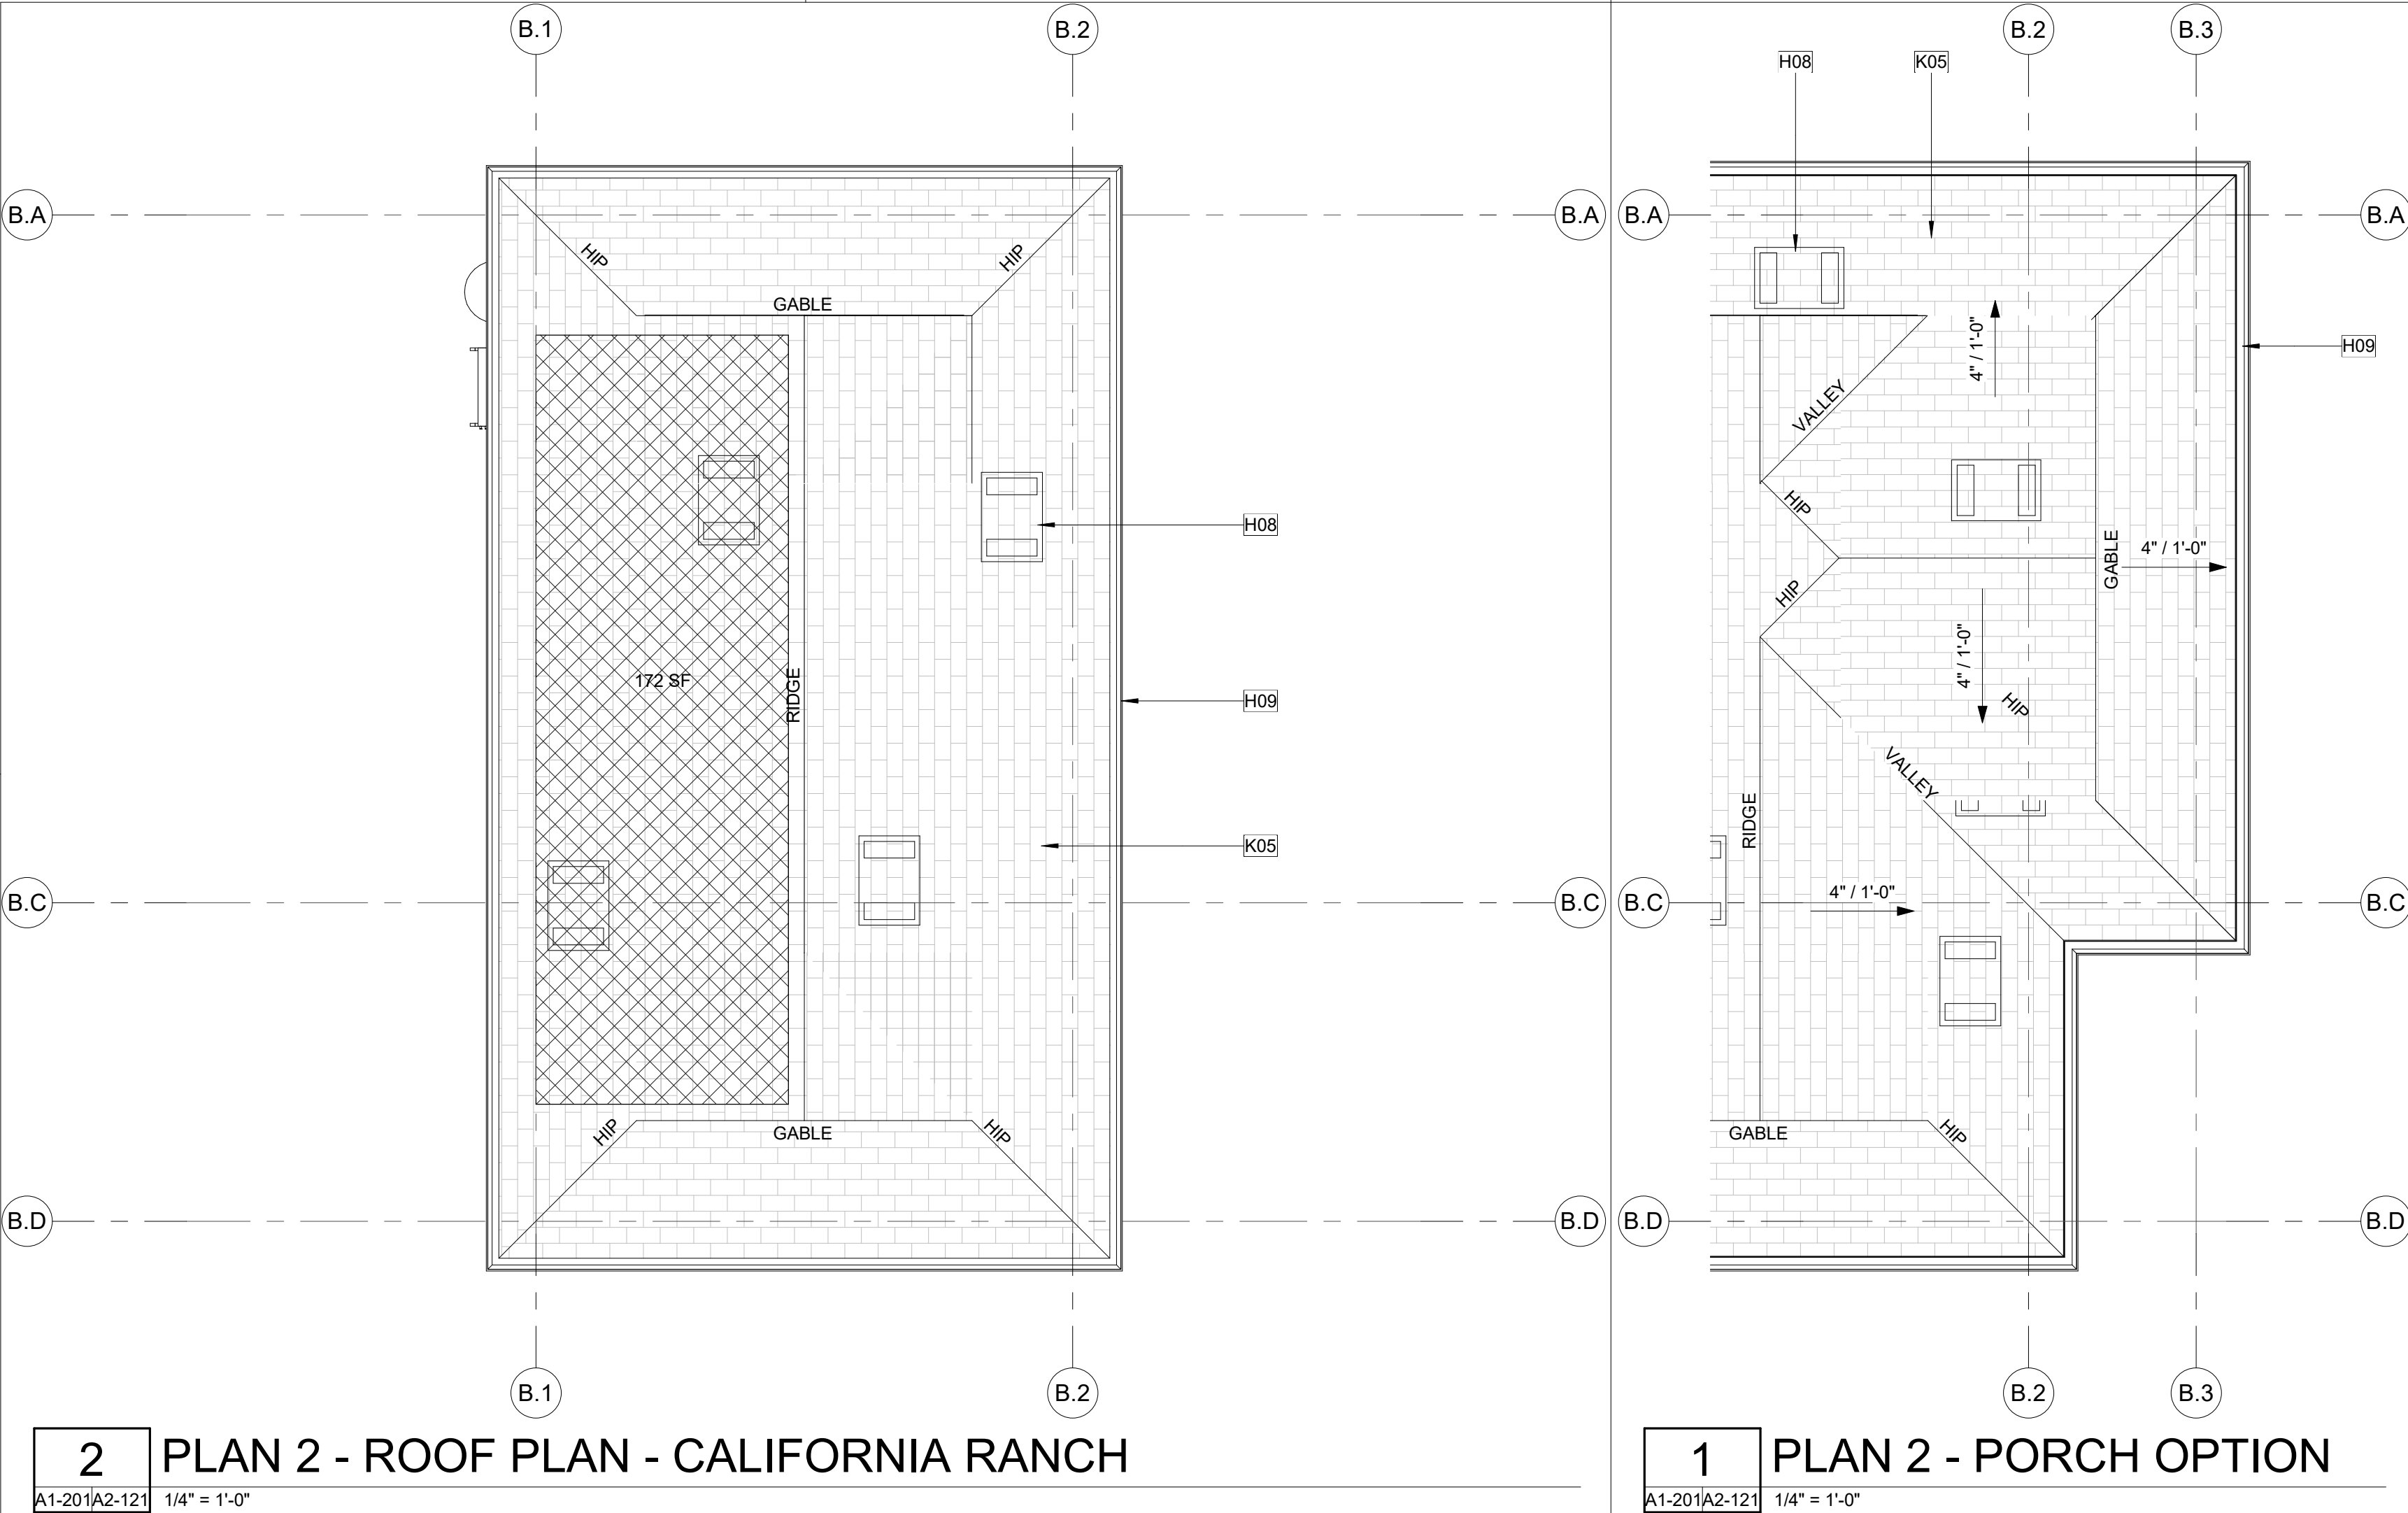 B.1
B.2
B.A
B.A
HIP
HIP
GABLE
H08
172 SF
RIDGE
H09
K05
B.C
B.C
HIP
GABLE
HIP
B.D
B.D
B.1
B.2
2
PLAN 2 - ROOF PLAN - CALIFORNIA RANCH
A1-201 A2-121
1/4" = 1'-0"
B.2
B.3
H08
K05
B.A
B.A
4" / 1'-0"
H09
VALLEY
HIP
GABLE
4" / 1'-0"
HIP
4" / 1'-0"
HIP
VALLEY
RIDGE
4" / 1'-0"
B.C
B.C
GABLE
HIP
B.D
B.D
B.2
B.3
1
PLAN 2 - PORCH OPTION
A1-201 A2-121
1/4" = 1'-0"